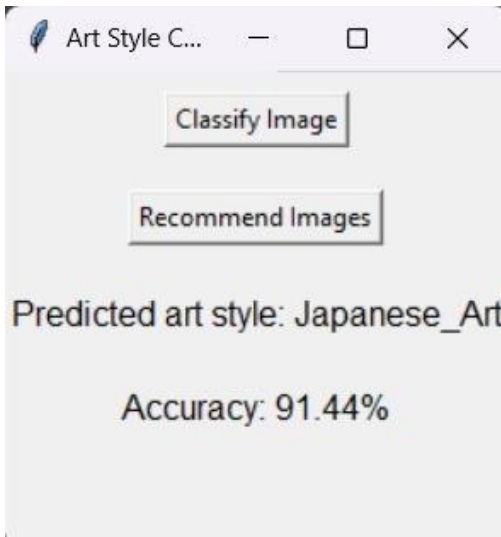 Art Style C...
Classify Image
Recommend Images
Predicted art style: Japanese_Art
Accuracy: 91.44%